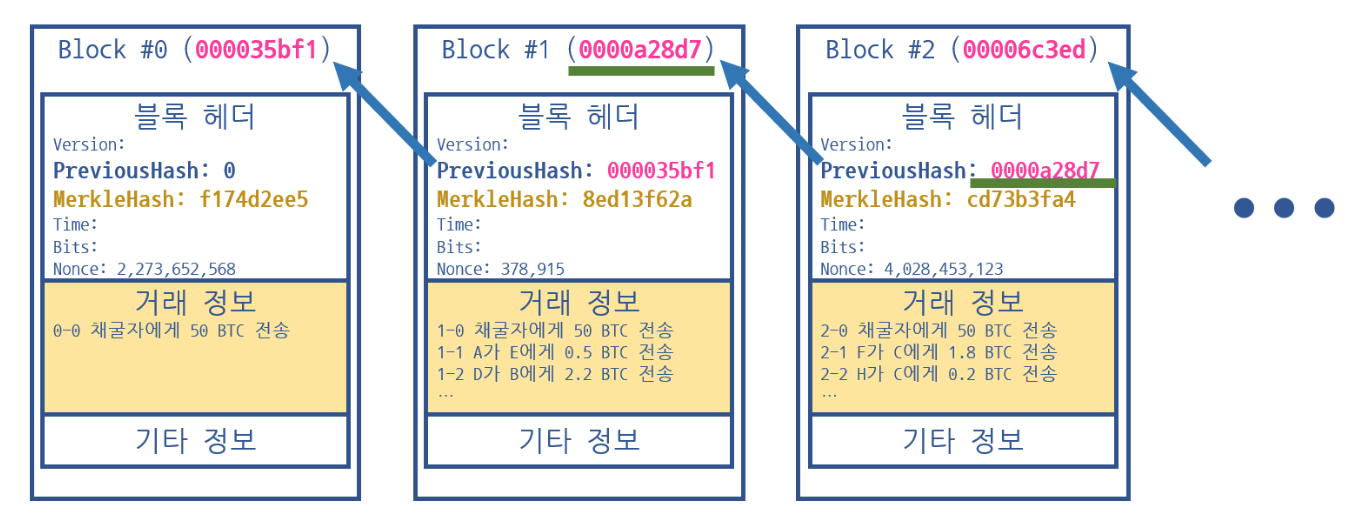 Block #0 (000035bf1)
블록 헤더
Version:
PreviousHash: 0
MerkleHash: f174d2ee5
Time:
Bits:
Nonce: 2,273,652,568
거래 정보
0-0 채굴자에게 50 BTC 전송
기타 정보
Block #1 (0000a28d7)
블록 헤더
Version:
PreviousHash: 000035bf1
MerkleHash: 8ed13f62a
Time:
Bits:
Nonce: 378,915
거래 정보
1-0 채굴자에게 50 BTC 전송
1-1 A가 E에게 0.5 BTC 전송
1-2 D가 B에게 2.2 BTC 전송
…
기타 정보
Block #2 (00006c3ed)
블록 헤더
Version:
PreviousHash: 0000a28d7
MerkleHash: cd73b3fa4
Time:
Bits:
Nonce: 4,028,453,123
거래 정보
2-0 채굴자에게 50 BTC 전송
2-1 F가 C에게 1.8 BTC 전송
2-2 H가 C에게 0.2 BTC 전송
…
기타 정보